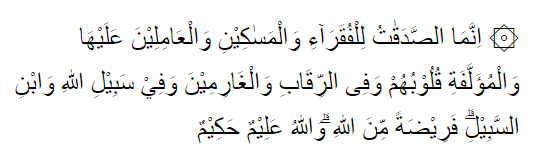 ۞ اِنَّمَا الصَّدَقٰتُ لِلْفُقَرَاۤءِ وَالْمَسٰكِيْنِ وَالْعَامِلِيْنَ عَلَيْهَا
وَالْمُؤَلَّفَةِ قُلُوْبُهُمْ وَفِى الرِّقَابِ وَالْغَارِمِيْنَ وَفِيْ سَبِيْلِ اللّٰهِ وَابْنِ
السَّبِيْلِۗ فَرِيْضَةً مِّنَ اللّٰهِ ۗوَاللّٰهُ عَلِيْمٌ حَكِيْمٌ